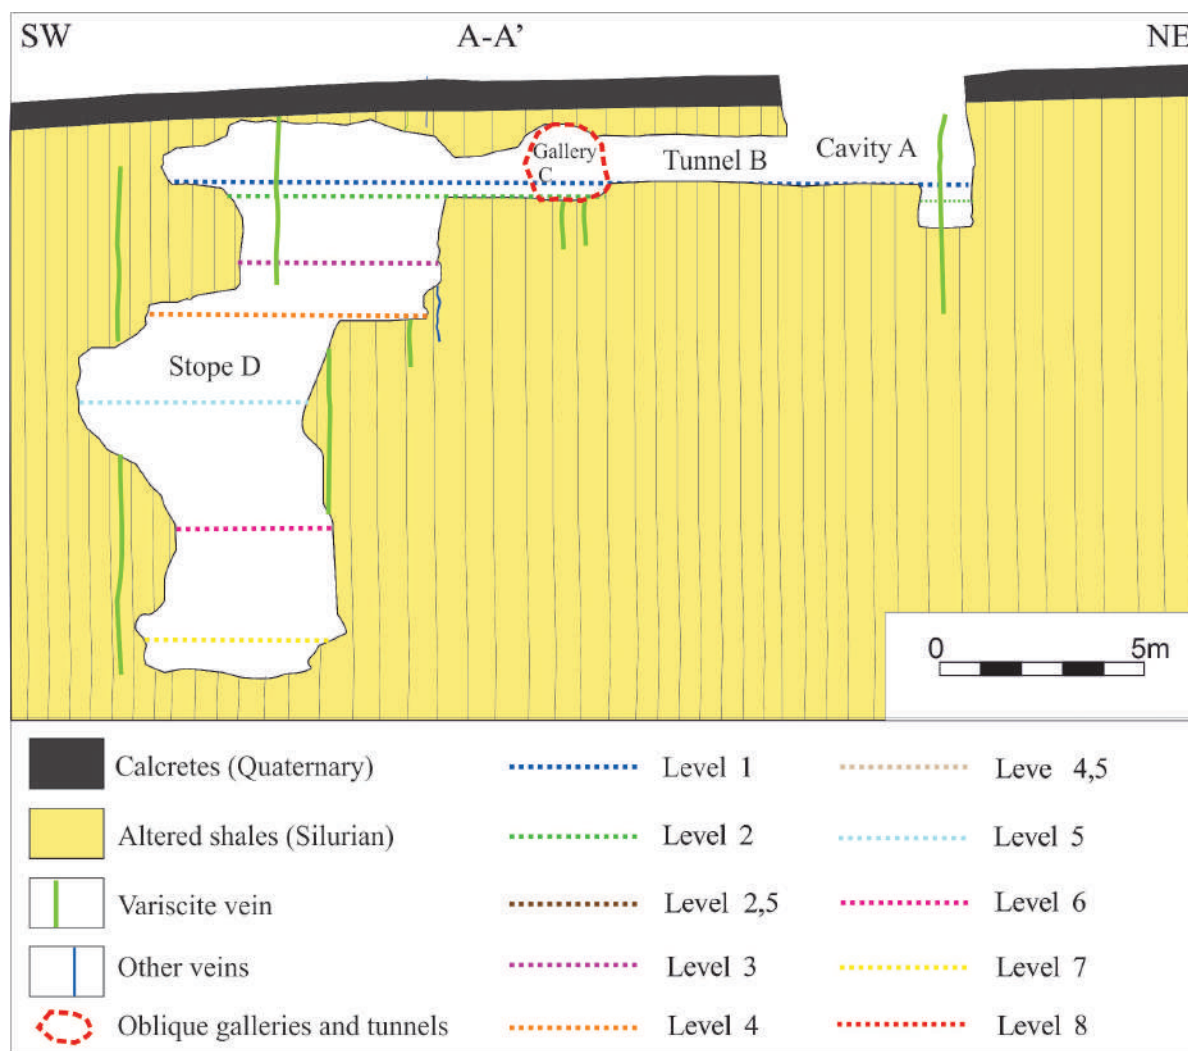 SW A-A' NE
Gallery
C
Tunnel B
Cavity A
Stope D
0 5m
Calcretes (Quaternary)
Altered shales (Silurian)
Variscite vein
Other veins
Oblique galleries and tunnels
Level 1
Level 2
Level 2,5
Level 3
Level 4
Leve 4,5
Level 5
Level 6
Level 7
Level 8